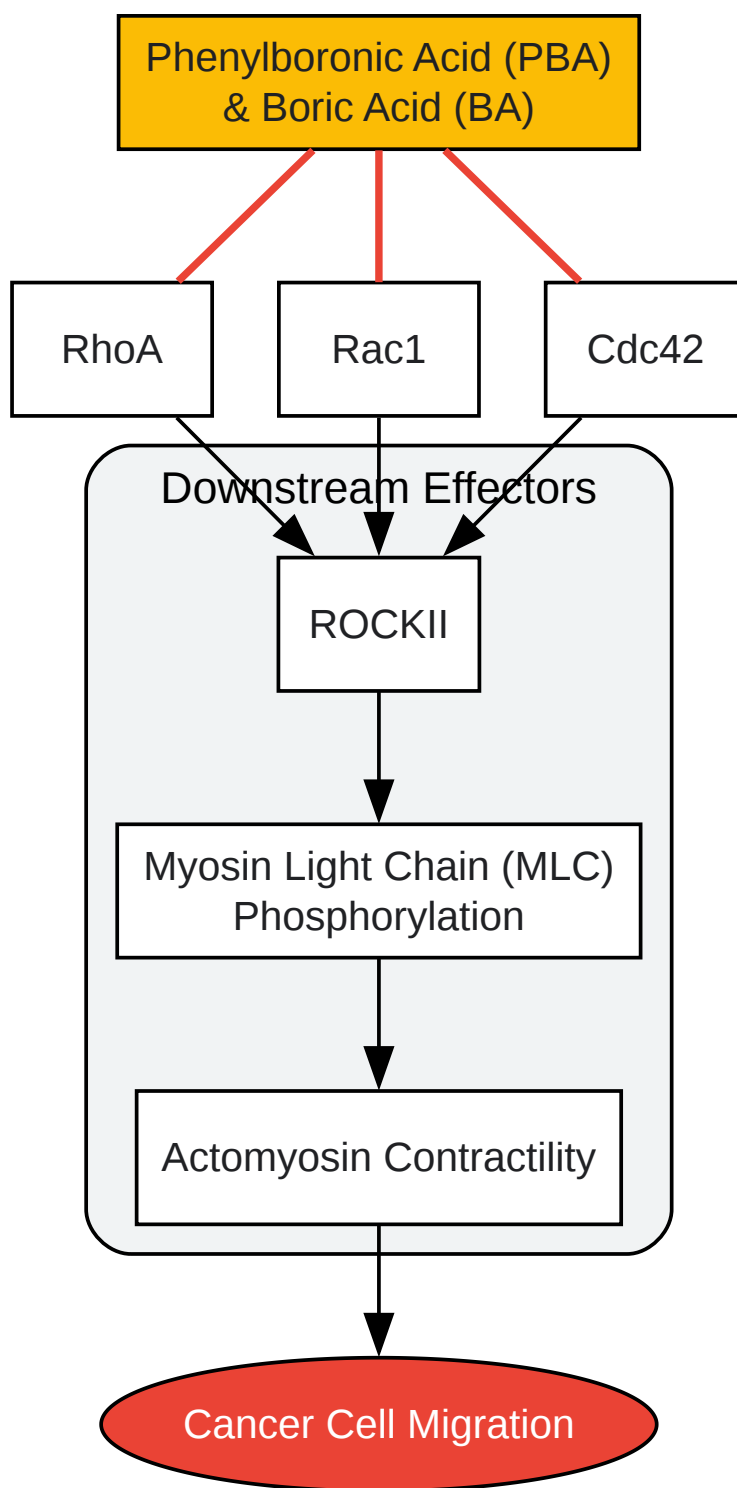 Phenylboronic Acid (PBA)
& Boric Acid (BA)
RhoA
Rac1
Cdc42
Downstream Effectors
ROCKII
Myosin Light Chain (MLC)
Phosphorylation
Actomyosin Contractility
Cancer Cell Migration